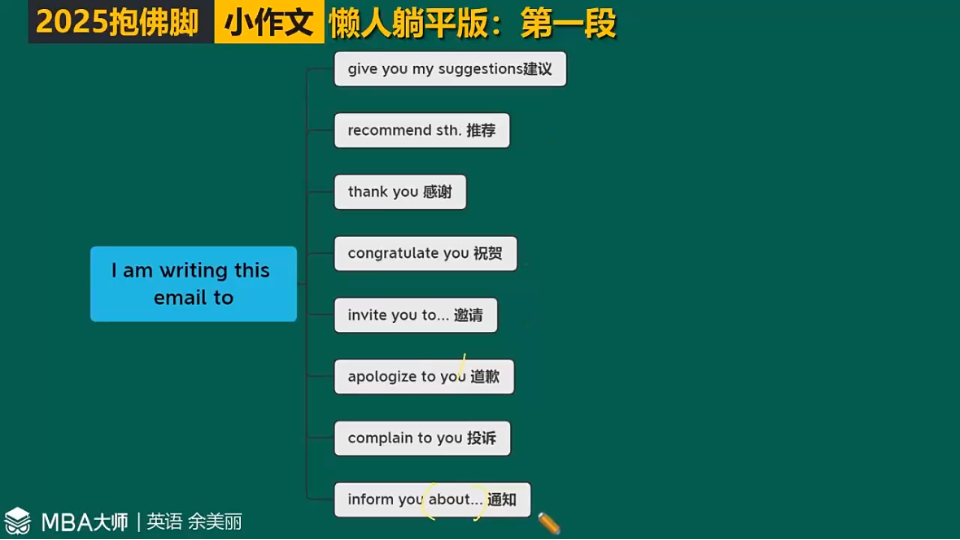 2025抱佛脚 小作文 懒人躺平版：第一段
give you my suggestions建议
recommend sth. 推荐
thank you 感谢
congratulate you 祝贺
I am writing this
email to
invite you to... 邀请
apologize to you 道歉
complain to you 投诉
inform you about... 通知
MBA大师 | 英语 余美丽